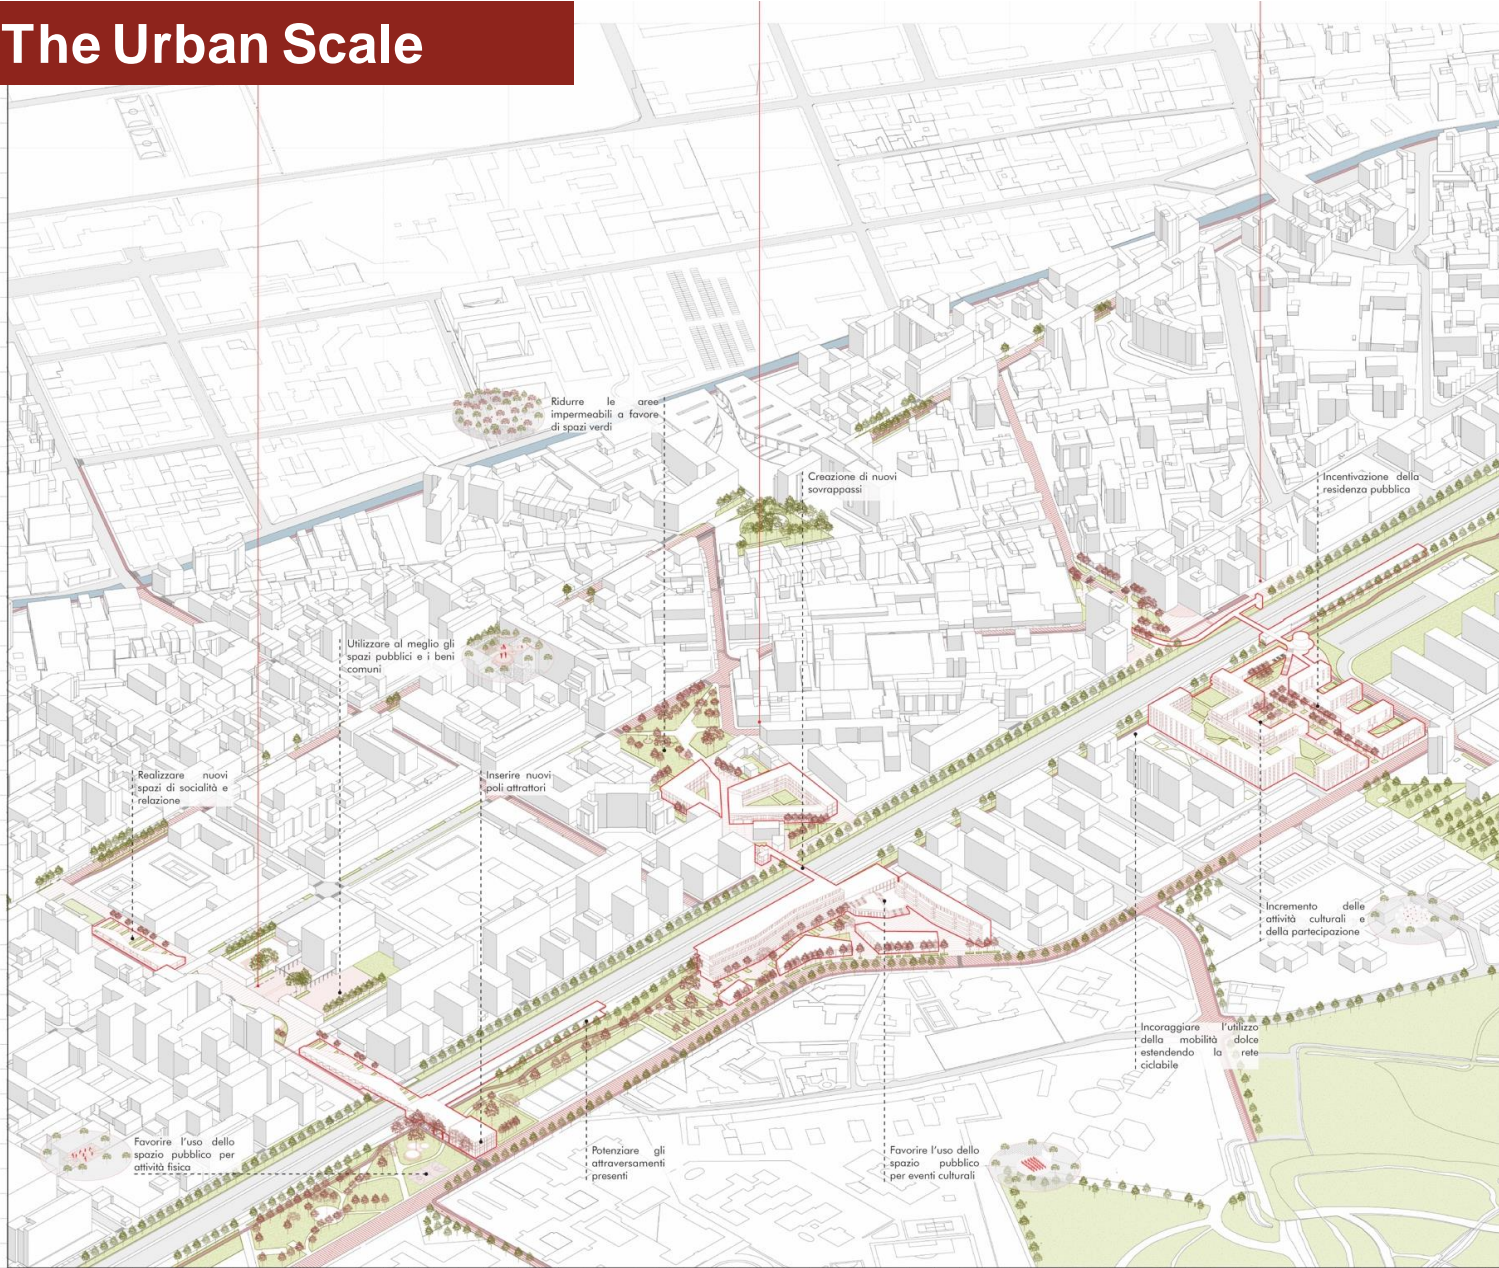 The Urban Scale
Ridurre le aree
impermeabili a favore
di spazi verdi
Creazione di nuovi
sovrappassi
Incentivazione della
residenza pubblica
Utilizzare al meglio gli
spazi pubblici e i beni
comuni
Realizzare nuovi
spazi di socialità e
relazione
Inserire nuovi
poli attrattori
Incremento delle
attività culturali e
della partecipazione
Incoraggiare l'utilizzo
della mobilità dolce
estendendo la rete
ciclabile
Favorire l'uso dello
spazio pubblico per
attività fisica
Potenziare gli
attraversamenti
presenti
Favorire l'uso dello
spazio pubblico
per eventi culturali